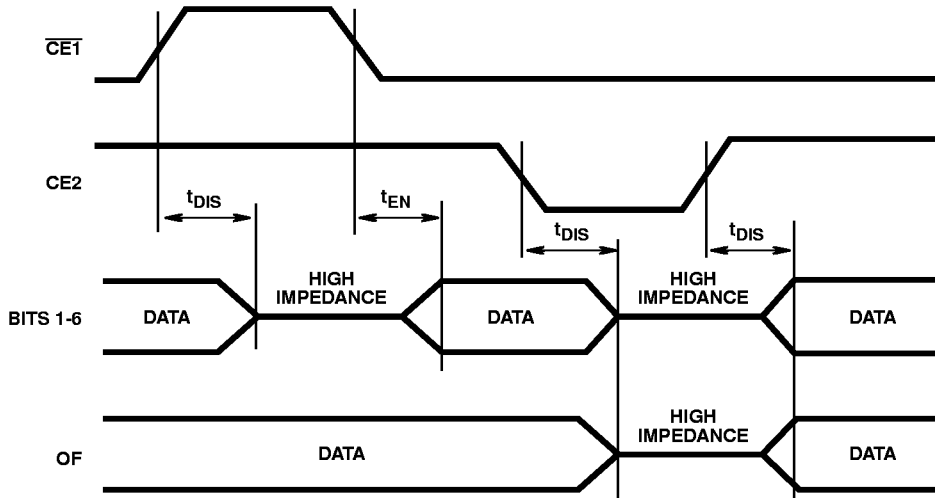 CE1
CE2
tDIS
tEN
tDIS
tDIS
BITS 1-6
DATA
HIGH
IMPEDANCE
DATA
HIGH
IMPEDANCE
DATA
OF
DATA
HIGH
IMPEDANCE
DATA